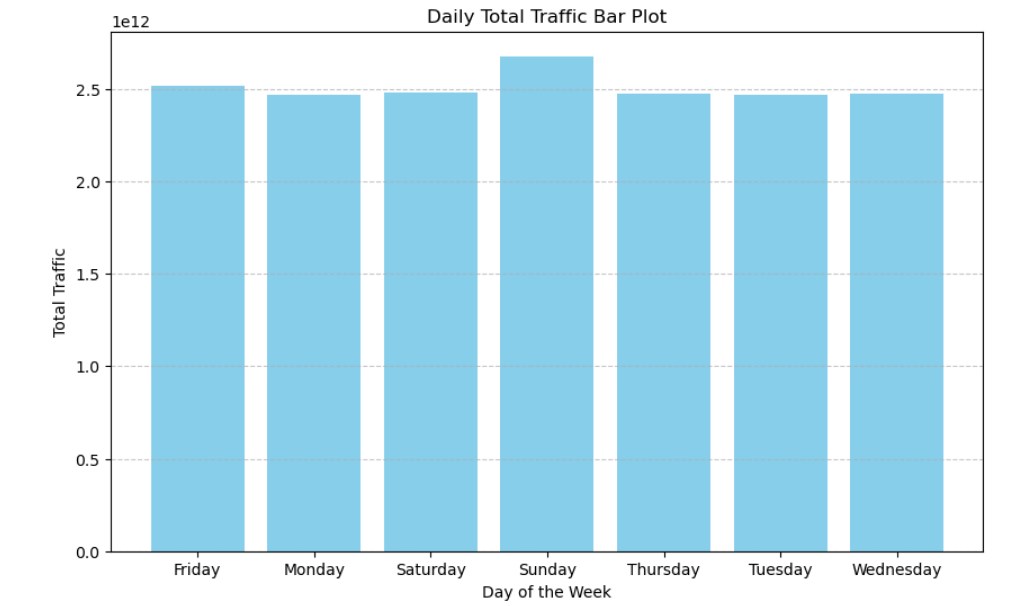 Daily Total Traffic Bar Plot
1e12
2.5
2.0
1.5
1.0
0.5
0.0
Total Traffic
Friday Monday Saturday Sunday Thursday Tuesday Wednesday
Day of the Week